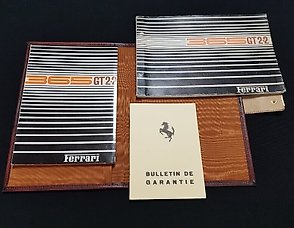 365 GT2+2
Ferrari
365 GT2+2
Ferrari
BULLETIN DE
GARANTIE